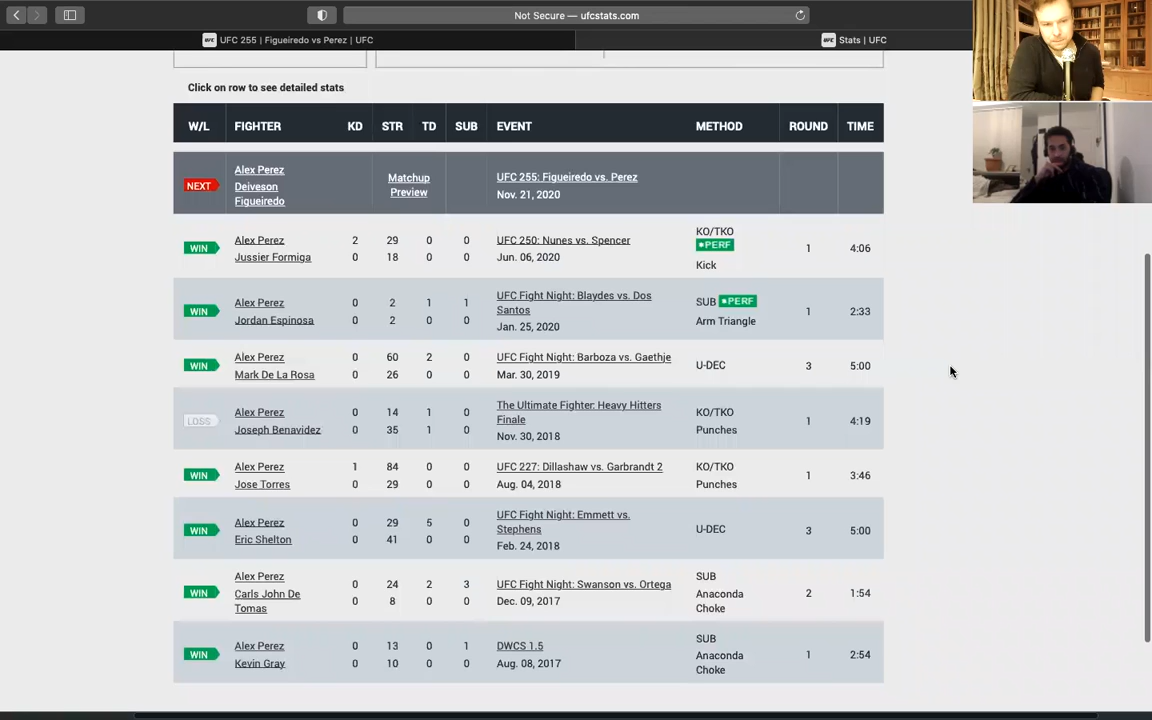 Not Secure — ufcstats.com
UFC 255 | Figueiredo vs Perez | UFC
Stats | UFC
Click on row to see detailed stats
W/L FIGHTER KD STR TD SUB EVENT METHOD ROUND TIME
NEXT
Alex Perez
Deiveson
Figueiredo
Matchup
Preview
UFC 255: Figueiredo vs. Perez
Nov. 21, 2020
WIN
Alex Perez 2 29 0 0 UFC 250: Nunes vs. Spencer
Jussier Formiga 0 18 0 0 Jun. 06, 2020
KO/TKO
PERF
Kick
1 4:06
WIN
Alex Perez 0 2 1 1
Jordan Espinosa 0 2 0 0
UFC Fight Night: Blaydes vs. Dos
Santos
Jan. 25, 2020
SUB PERF
Arm Triangle
1 2:33
WIN
Alex Perez 0 60 2 0 UFC Fight Night: Barboza vs. Gaethje
Mark De La Rosa 0 26 0 0 Mar. 30, 2019
U-DEC 3 5:00
LOSS
Alex Perez 0 14 1 0
Joseph Benavidez 0 35 1 0
The Ultimate Fighter: Heavy Hitters
Finale
Nov. 30, 2018
KO/TKO
Punches
1 4:19
WIN
Alex Perez 1 84 0 0 UFC 227: Dillashaw vs. Garbrandt 2
Jose Torres 0 29 0 0 Aug. 04, 2018
KO/TKO
Punches
1 3:46
WIN
Alex Perez 0 29 5 0
Eric Shelton 0 41 0 0
UFC Fight Night: Emmett vs.
Stephens
Feb. 24, 2018
U-DEC 3 5:00
WIN
Alex Perez
Carls John De
Tomas
0 24 2 3
0 8 0 0
UFC Fight Night: Swanson vs. Ortega
Dec. 09, 2017
SUB
Anaconda
Choke
2 1:54
WIN
Alex Perez 0 13 0 1 DWCS 1.5
Kevin Gray 0 10 0 0 Aug. 08, 2017
SUB
Anaconda
Choke
1 2:54